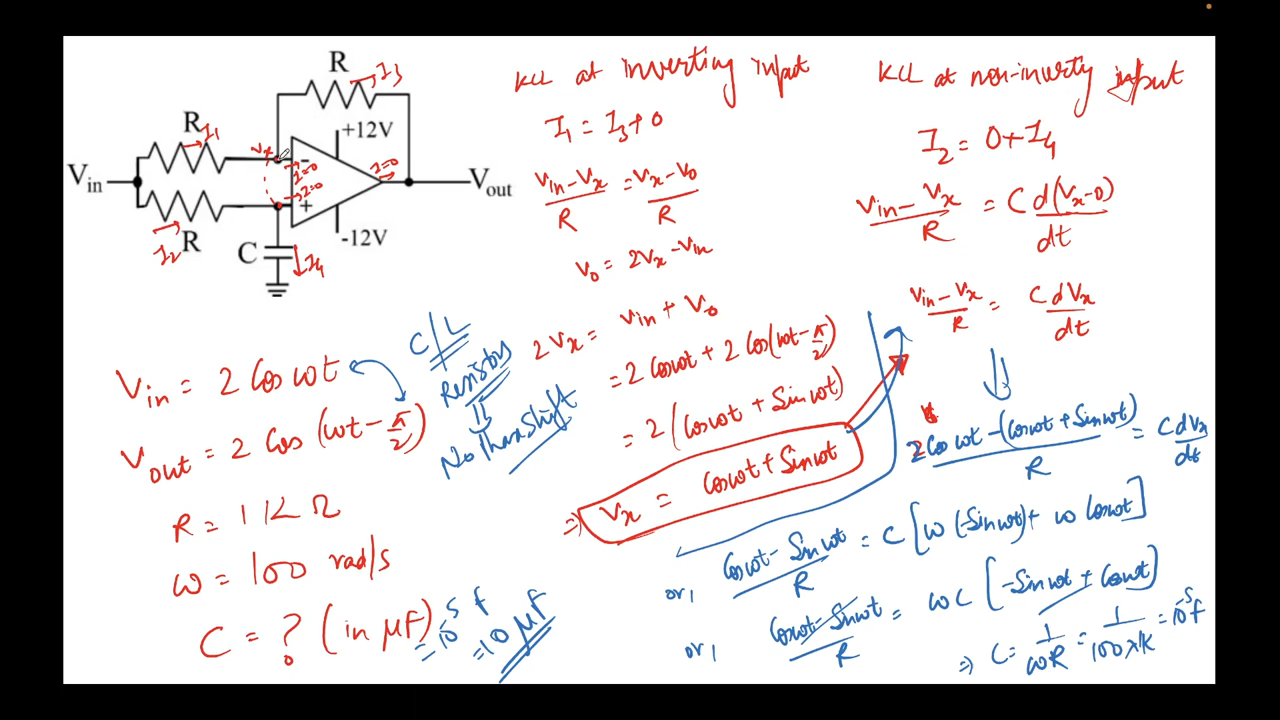 R
I₃
R
I₁
Vₓ
+12V
-
I=0
I=0
I=0
Vin
Vout
+
I₂
R
-12V
C
I₄
KCL at inverting input
I₁ = I₃ + 0
Vin - Vₓ / R = Vₓ - V₀ / R
V₀ = 2Vₓ - Vin
2Vₓ = Vin + V₀
= 2 Cos ωt + 2 Cos(ωt - π/2)
= 2 (Cos ωt + Sin ωt)
⇒ Vₓ = Cos ωt + Sin ωt
KCL at non-inverty input
I₂ = 0 + I₄
Vin - Vₓ / R = C d(Vₓ - 0) / dt
Vin - Vₓ / R = C dVₓ / dt
2 Cos ωt - (Cos ωt + Sin ωt) / R = C dVₓ / dt
or, Cos ωt - Sin ωt / R = C [ω (-Sin ωt) + ω Cos ωt]
or, Cos ωt - Sin ωt / R = ωC [-Sin ωt + Cos ωt]
⇒ C = 1 / ωR = 1 / 100 × 1K = 10⁻⁵ f
Vin = 2 Cos ωt
Vout = 2 Cos (ωt - π/2)
R = 1 KΩ
ω = 100 rad/s
C = ? (in μF)
= 10⁻⁵ f
= 10 μF
C/L
Resistors
No
Shift